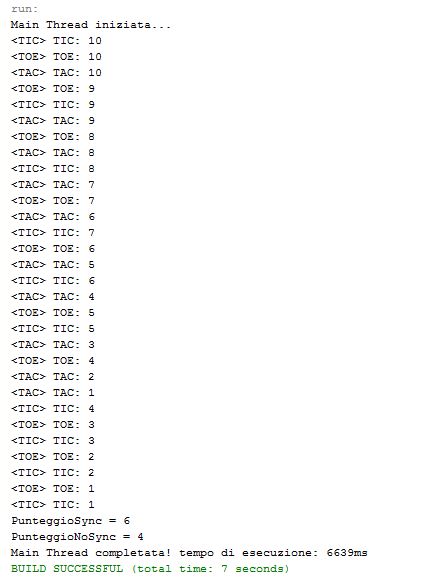 run:
Main Thread iniziata...
<TIC> TIC: 10
<TOE> TOE: 10
<TAC> TAC: 10
<TOE> TOE: 9
<TIC> TIC: 9
<TAC> TAC: 9
<TOE> TOE: 8
<TAC> TAC: 8
<TIC> TIC: 8
<TAC> TAC: 7
<TOE> TOE: 7
<TAC> TAC: 6
<TIC> TIC: 7
<TOE> TOE: 6
<TAC> TAC: 5
<TIC> TIC: 6
<TAC> TAC: 4
<TOE> TOE: 5
<TIC> TIC: 5
<TAC> TAC: 3
<TOE> TOE: 4
<TAC> TAC: 2
<TAC> TAC: 1
<TIC> TIC: 4
<TOE> TOE: 3
<TIC> TIC: 3
<TOE> TOE: 2
<TIC> TIC: 2
<TOE> TOE: 1
<TIC> TIC: 1
PunteggioSync = 6
PunteggioNoSync = 4
Main Thread completata! tempo di esecuzione: 6639ms
BUILD SUCCESSFUL (total time: 7 seconds)